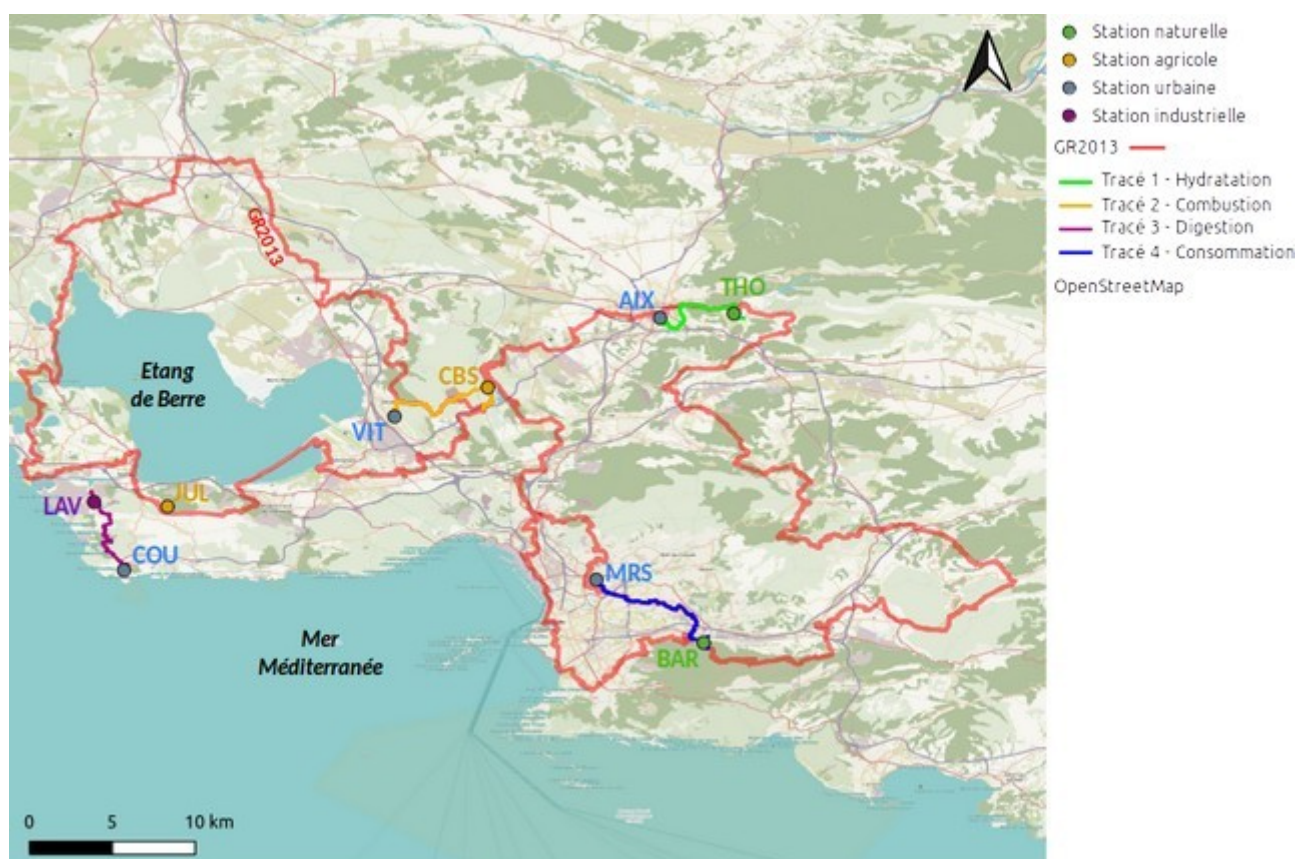 Station naturelle
Station agricole
Station urbaine
Station industrielle
GR2013
Tracé 1 - Hydratation
Tracé 2 - Combustion
Tracé 3 - Digestion
Tracé 4 - Consommation
OpenStreetMap
GR2013
AIX
THO
Etang
de Berre
CBS
VIT
LAV
JUL
COU
MRS
Mer
Méditerranée
BAR
0 5 10 km